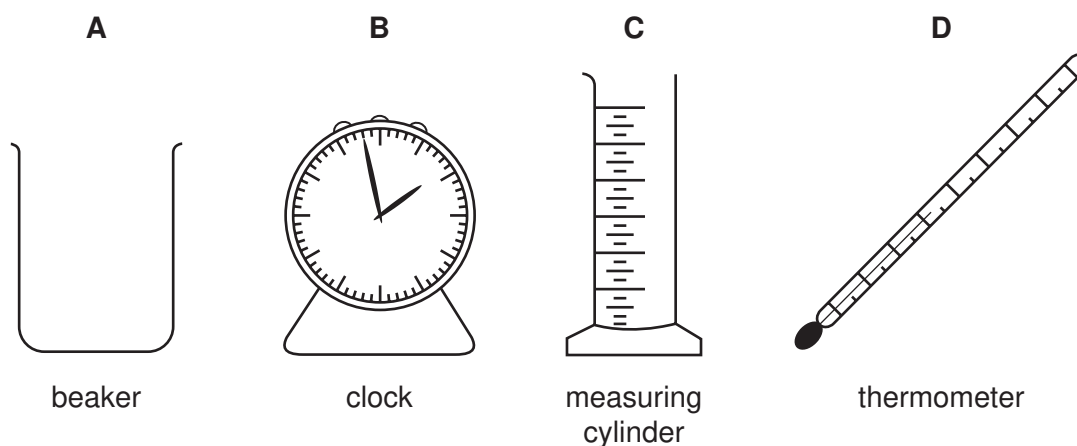 A
B
C
D
beaker
clock
measuring
cylinder
thermometer